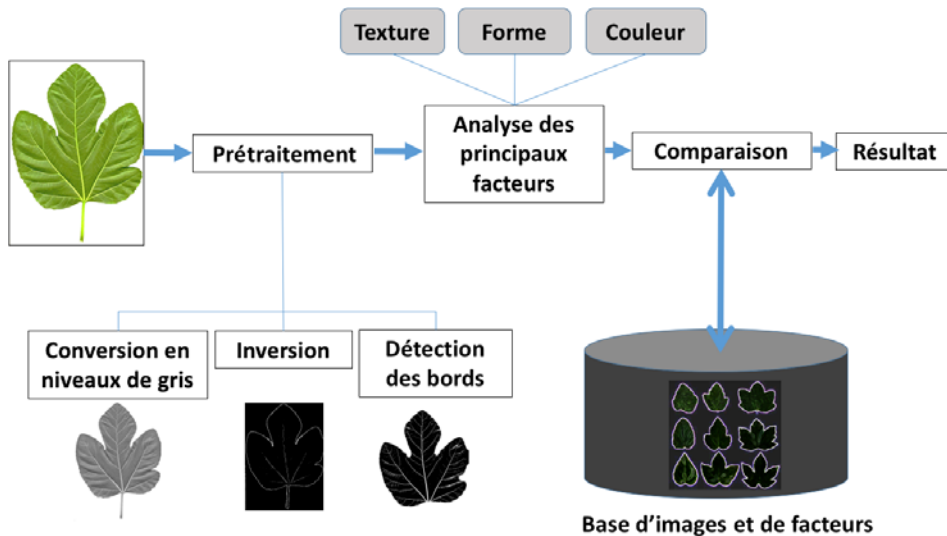 Texture
Forme
Couleur
Prétraitement
Analyse des
principaux
facteurs
Comparaison
Résultat
Conversion en
niveaux de gris
Inversion
Détection
des bords
Base d'images et de facteurs